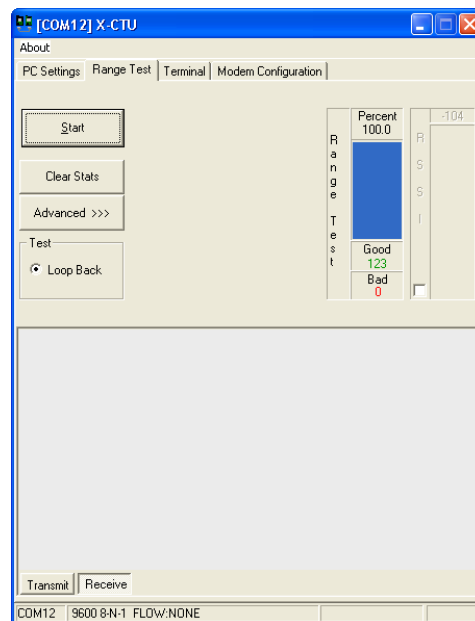 [COM12] X-CTU
About
PC Settings Range Test Terminal Modem Configuration
Start
Clear Stats
Advanced >>>
Test
Loop Back
Range Test
Percent
100.0
Good
123
Bad
0
-104
RSSI
Transmit Receive
COM12 9600 8-N-1 FLOW:NONE